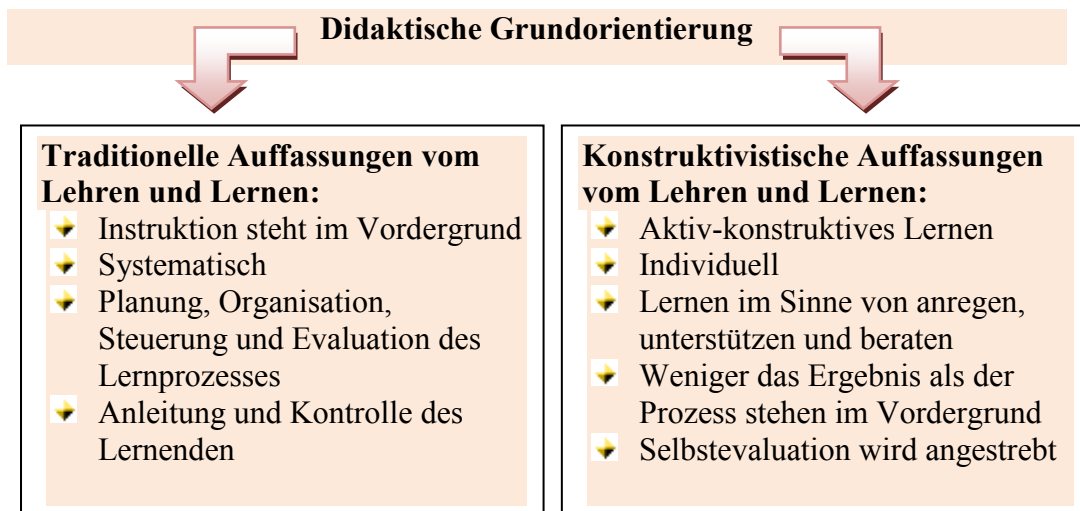 Didaktische Grundorientierung
Traditionelle Auffassungen vom
Lehren und Lernen:
Instruktion steht im Vordergrund
Systematisch
Planung, Organisation,
Steuerung und Evaluation des
Lernprozesses
Anleitung und Kontrolle des
Lernenden
Konstruktivistische Auffassungen
vom Lehren und Lernen:
Aktiv-konstruktives Lernen
Individuell
Lernen im Sinne von anregen,
unterstützen und beraten
Weniger das Ergebnis als der
Prozess stehen im Vordergrund
Selbstevaluation wird angestrebt